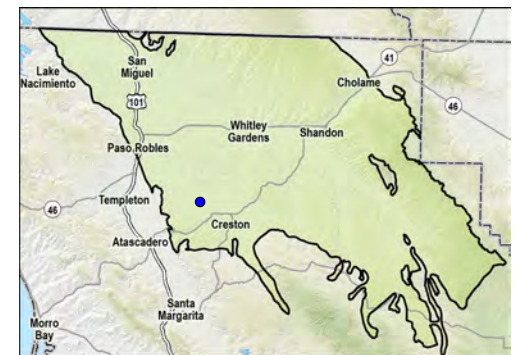 41
San
Miguel
Lake
Nacimiento
Cholame
101
46
Whitley
Gardens
Shandon
Paso Robles
Templeton
46
Creston
Atascadero
Santa
Margarita
Morro
Bay